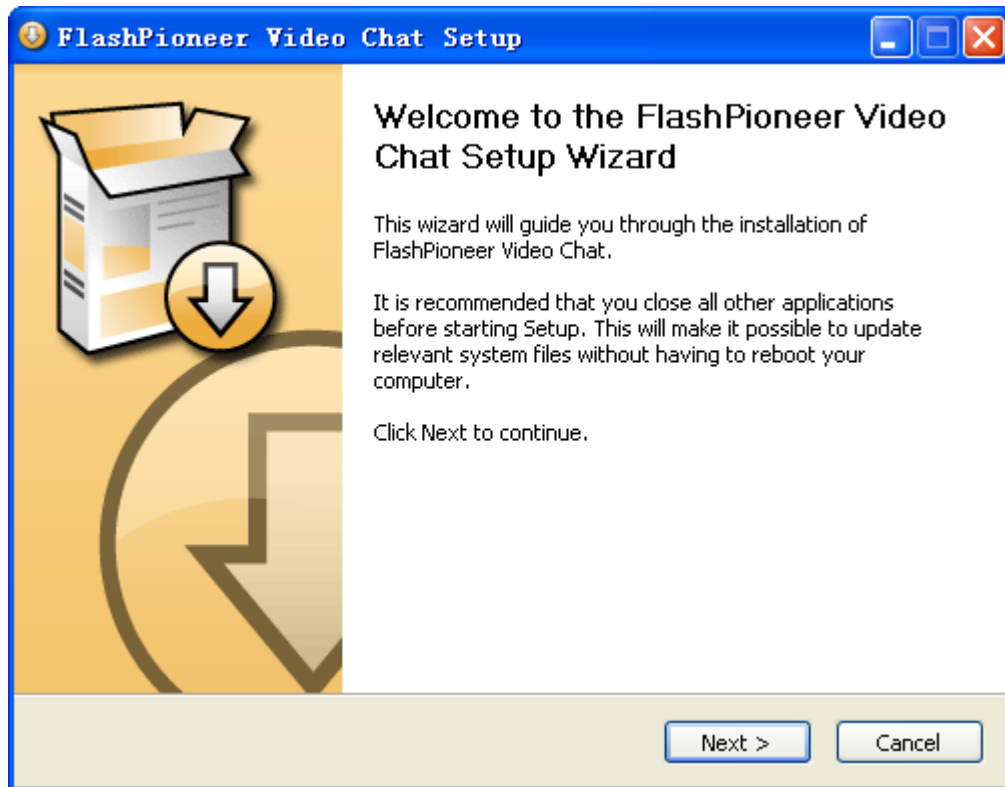 FlashPioneer Video Chat Setup
Welcome to the FlashPioneer Video
Chat Setup Wizard
This wizard will guide you through the installation of
FlashPioneer Video Chat.
It is recommended that you close all other applications
before starting Setup. This will make it possible to update
relevant system files without having to reboot your
computer.
Click Next to continue.
Next >
Cancel